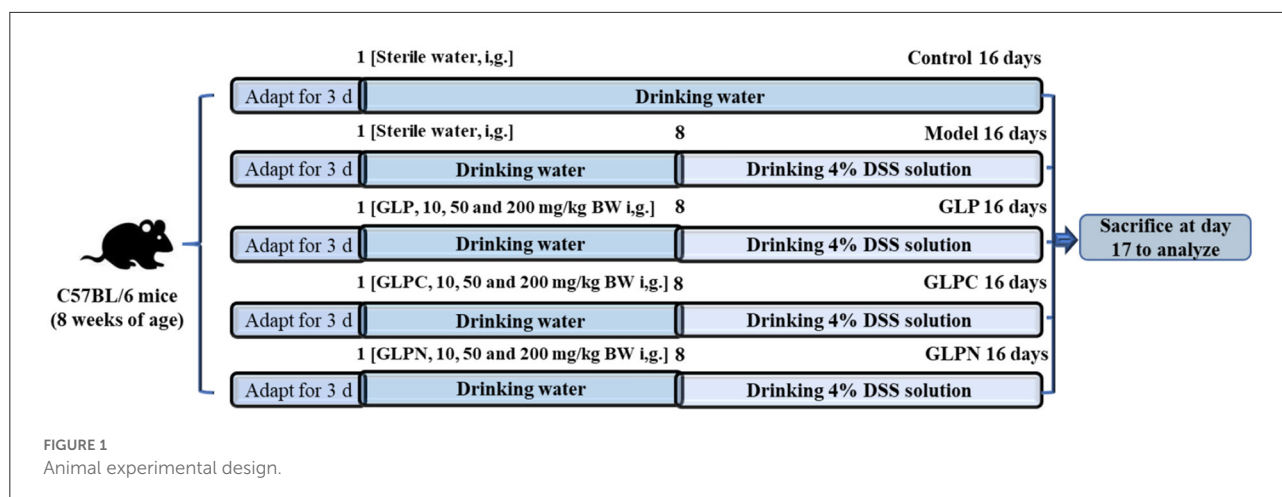 1 [Sterile water, i,g.] Control 16 days
Adapt for 3 d Drinking water
1 [Sterile water, i,g.] 8 Model 16 days
Adapt for 3 d Drinking water Drinking 4% DSS solution
1 [GLP, 10, 50 and 200 mg/kg BW i,g.] 8 GLP 16 days
Adapt for 3 d Drinking water Drinking 4% DSS solution
1 [GLPC, 10, 50 and 200 mg/kg BW i,g.] 8 GLPC 16 days
Adapt for 3 d Drinking water Drinking 4% DSS solution
1 [GLPN, 10, 50 and 200 mg/kg BW i,g.] 8 GLPN 16 days
Adapt for 3 d Drinking water Drinking 4% DSS solution
C57BL/6 mice
(8 weeks of age)
Sacrifice at day
17 to analyze
FIGURE 1
Animal experimental design.